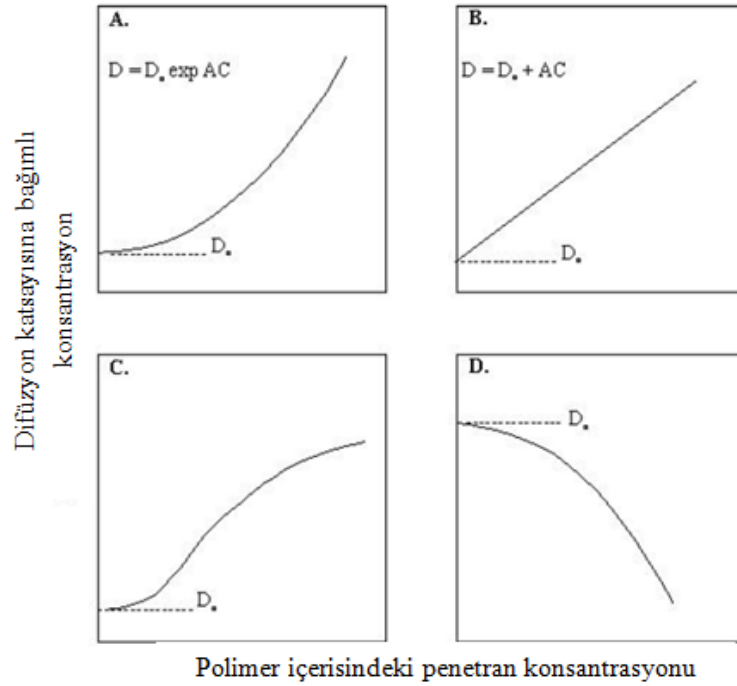 A.
D = D₀ exp AC
D₀
B.
D = D₀ + AC
D₀
C.
D₀
D.
D₀
Difüzyon katsayısına bağımlı
konsantrasyon
Polimer içerisindeki penetran konsantrasyonu